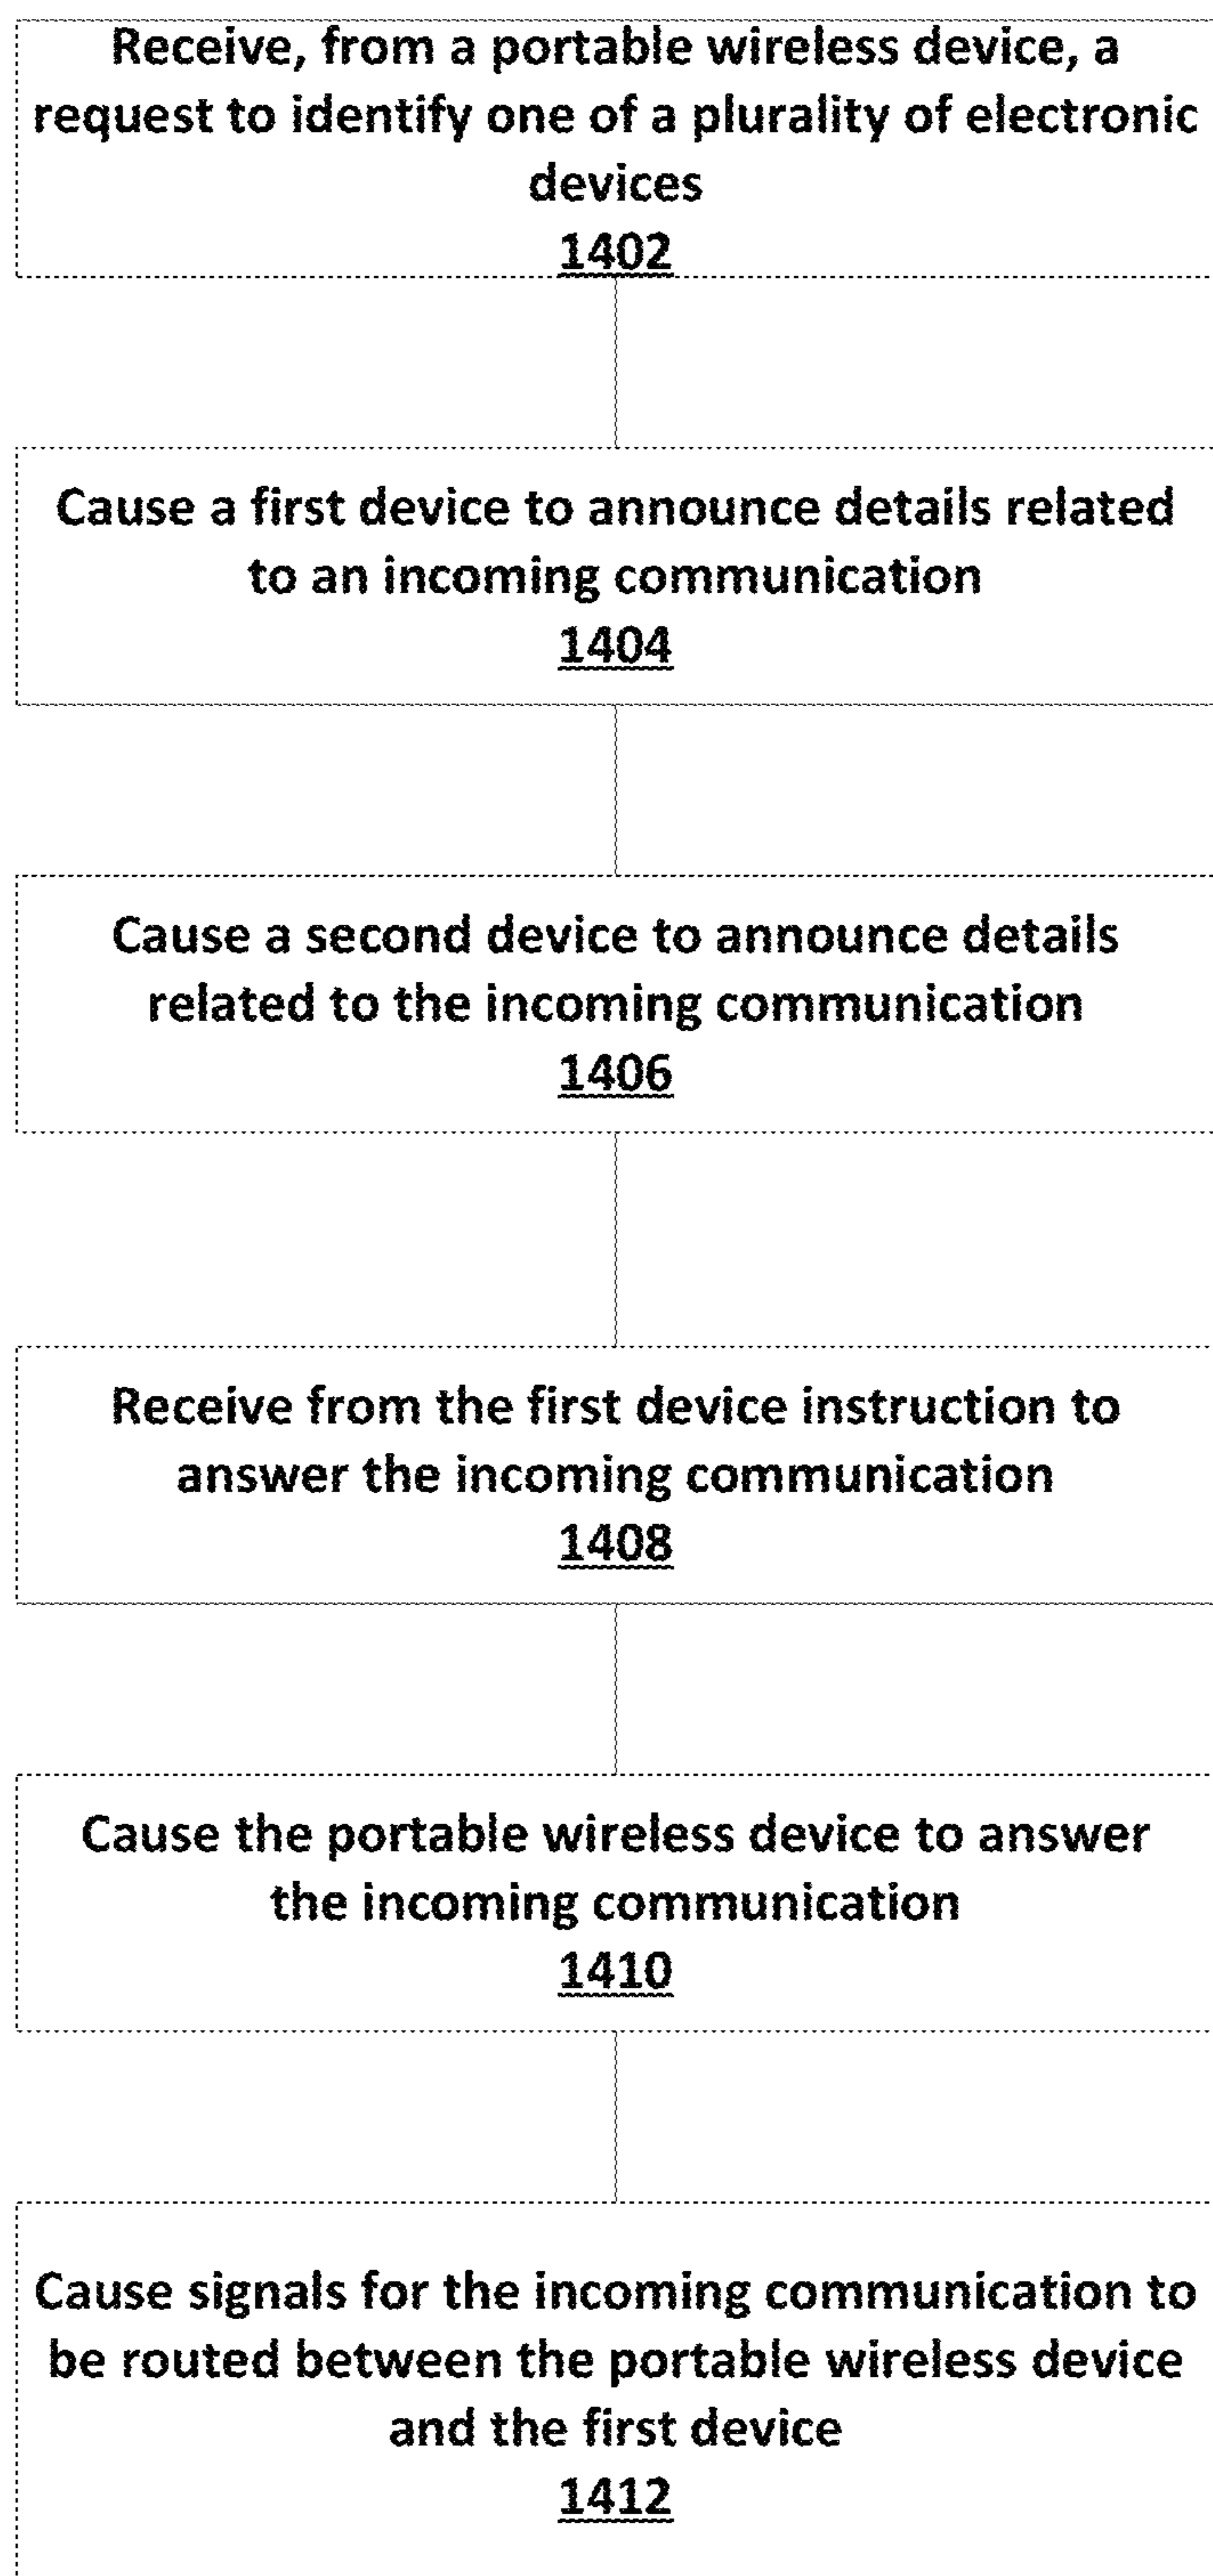 Receive, from a portable wireless device, a
request to identify one of a plurality of electronic
devices
1402
Cause a first device to announce details related
to an incoming communication
1404
Cause a second device to announce details
related to the incoming communication
1406
Receive from the first device instruction to
answer the incoming communication
1408
Cause the portable wireless device to answer
the incoming communication
1410
Cause signals for the incoming communication to
be routed between the portable wireless device
and the first device
1412